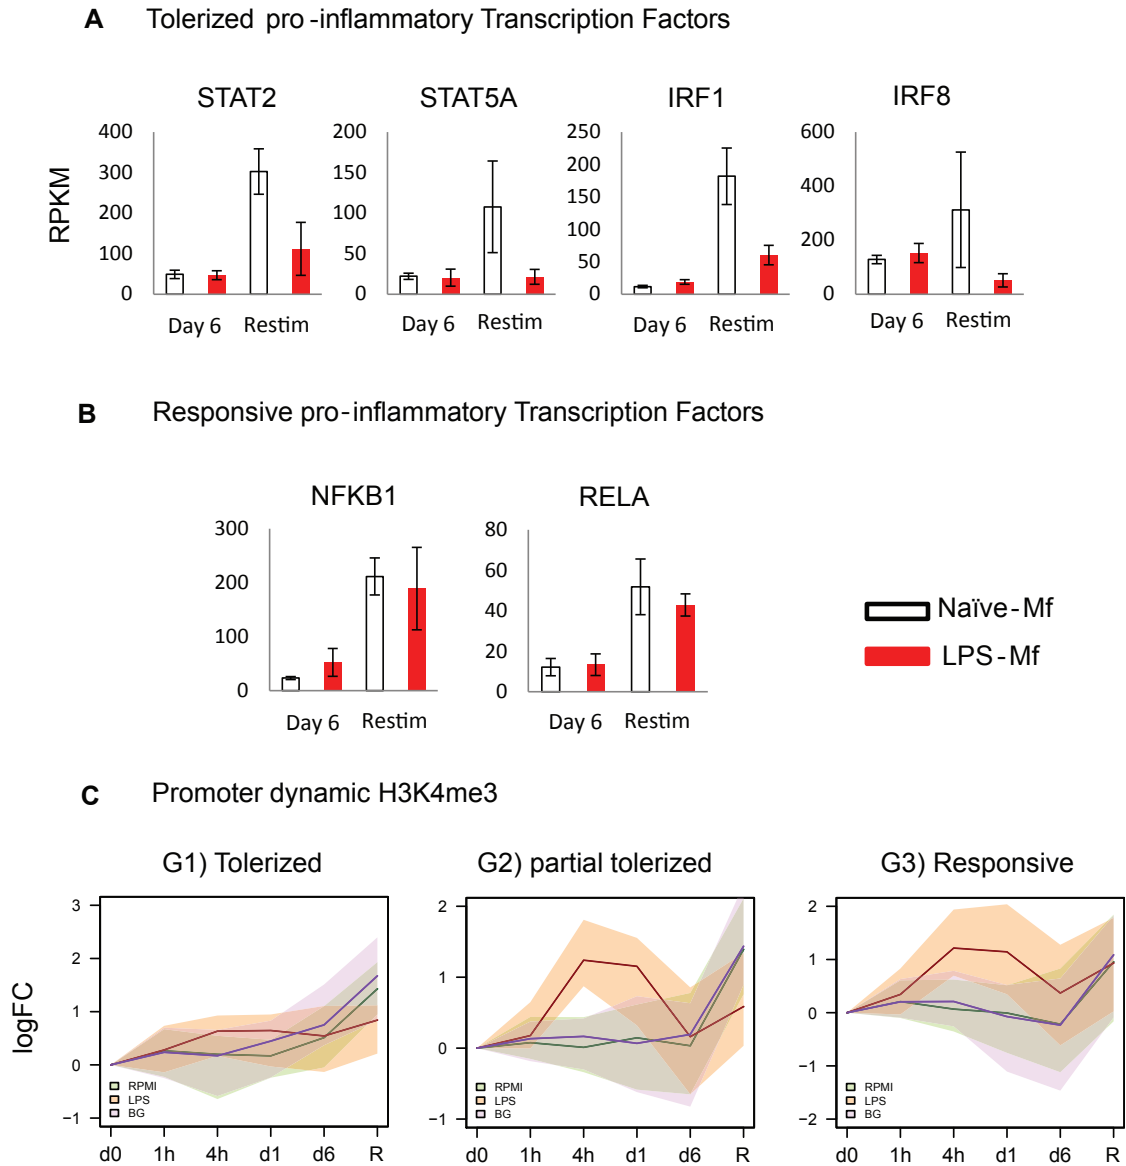 A Tolerized pro-inflammatory Transcription Factors
STAT2 STAT5A IRF1 IRF8
RPKM
400
300
200
100
0
Day 6 Restim
200
150
100
50
0
Day 6 Restim
250
200
150
100
50
0
Day 6 Restim
600
400
200
0
Day 6 Restim
B Responsive pro-inflammatory Transcription Factors
NFKB1 RELA
300
200
100
0
Day 6 Restim
80
60
40
20
0
Day 6 Restim
Naïve-Mf
LPS-Mf
C Promoter dynamic H3K4me3
G1) Tolerized
logFC
3
2
1
0
−1
RPMI
LPS
BG
d0 1h 4h d1 d6 R
G2) partial tolerized
2
1
0
−1
RPMI
LPS
BG
d0 1h 4h d1 d6 R
G3) Responsive
2
1
0
−1
−2
RPMI
LPS
BG
d0 1h 4h d1 d6 R